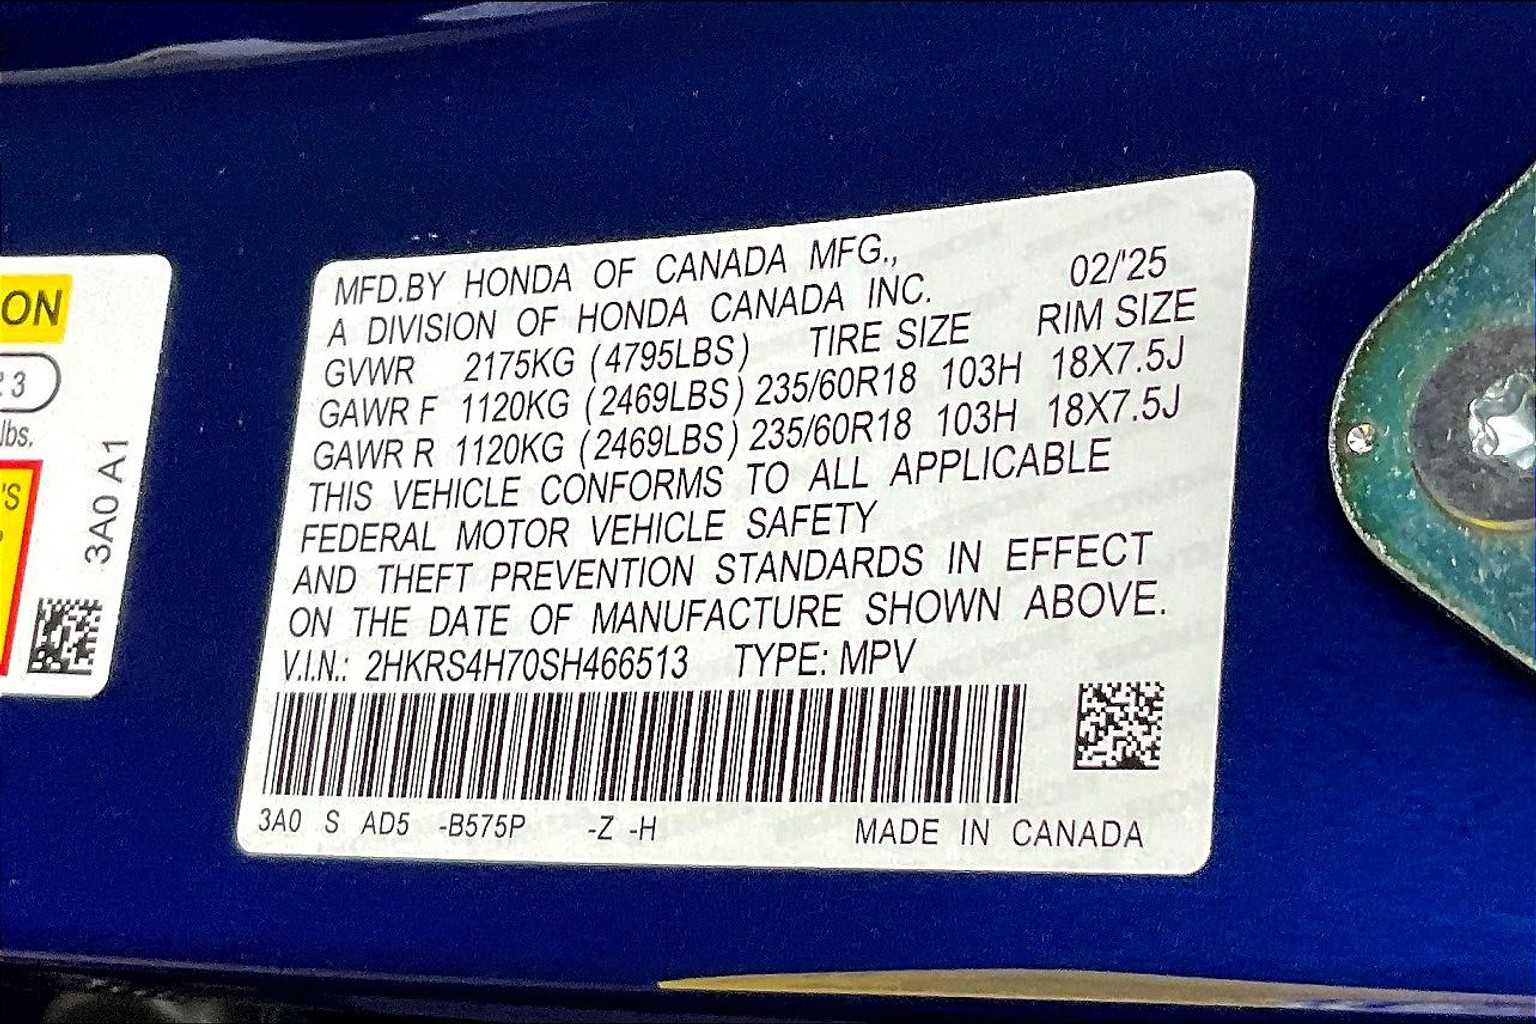 MFD.BY HONDA OF CANADA MFG.,
A DIVISION OF HONDA CANADA INC. 02/'25
GVWR 2175KG (4795LBS) TIRE SIZE RIM SIZE
GAWR F 1120KG (2469LBS) 235/60R18 103H 18X7.5J
GAWR R 1120KG (2469LBS) 235/60R18 103H 18X7.5J
THIS VEHICLE CONFORMS TO ALL APPLICABLE
FEDERAL MOTOR VEHICLE SAFETY
AND THEFT PREVENTION STANDARDS IN EFFECT
ON THE DATE OF MANUFACTURE SHOWN ABOVE.
V.I.N.: 2HKRS4H70SH466513 TYPE: MPV
3A0 S AD5 -B575P -Z -H MADE IN CANADA
ON
3
lbs.
'S
3A0 A1